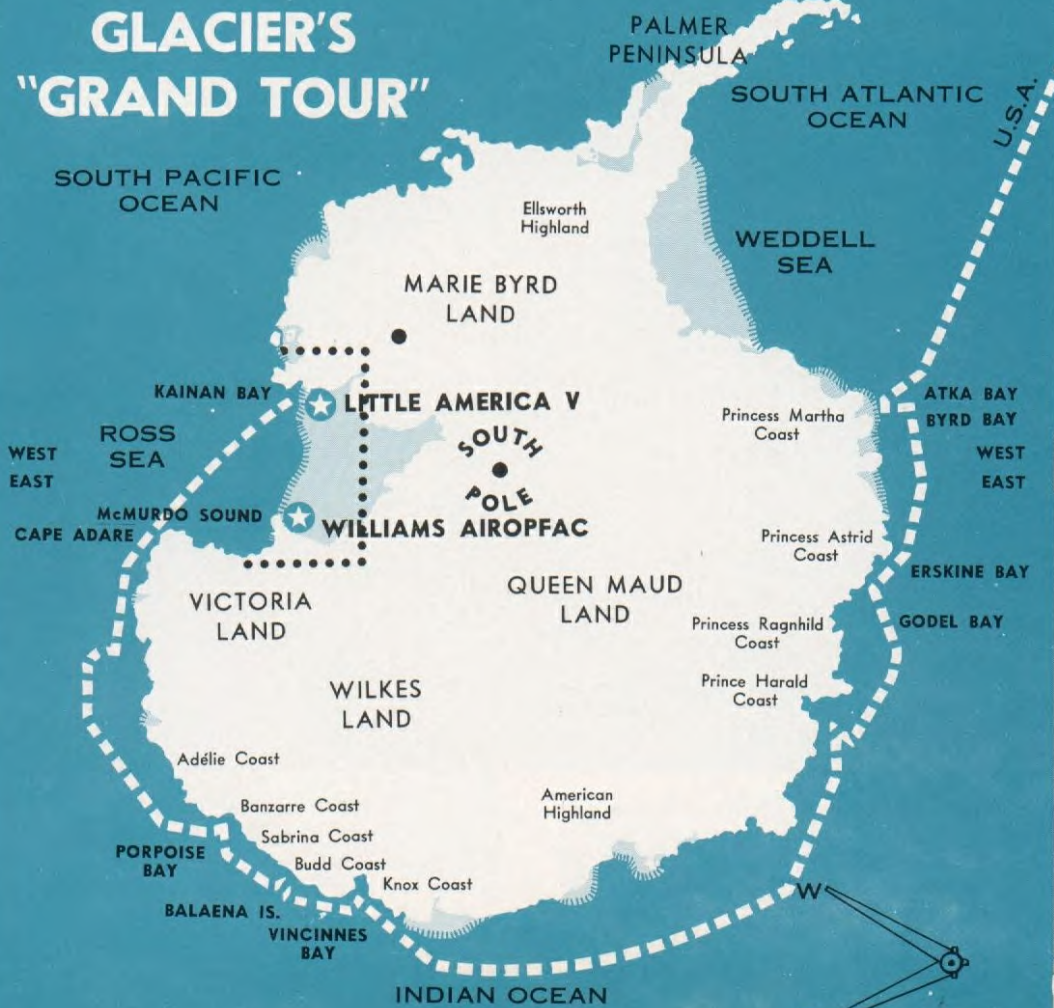 GLACIER'S
"GRAND TOUR"
PALMER
PENINSULA
SOUTH ATLANTIC
OCEAN
U.S.A.
SOUTH PACIFIC
OCEAN
Ellsworth
Highland
WEDDELL
SEA
MARIE BYRD
LAND
KAINAN BAY
LITTLE AMERICA V
ATKA BAY
BYRD BAY
Princess Martha
Coast
ROSS
SEA
SOUTH
POLE
WEST
EAST
WEST
EAST
McMURDO SOUND
CAPE ADARE
WILLIAMS AIROPFAC
Princess Astrid
Coast
ERSKINE BAY
VICTORIA
LAND
QUEEN MAUD
LAND
GODEL BAY
Princess Ragnhild
Coast
WILKES
LAND
Prince Harald
Coast
Adélie Coast
Banzarre Coast
American
Highland
Sabrina Coast
PORPOISE
BAY
Budd Coast
Knox Coast
BALAENA IS.
VINCINNES
BAY
W
INDIAN OCEAN